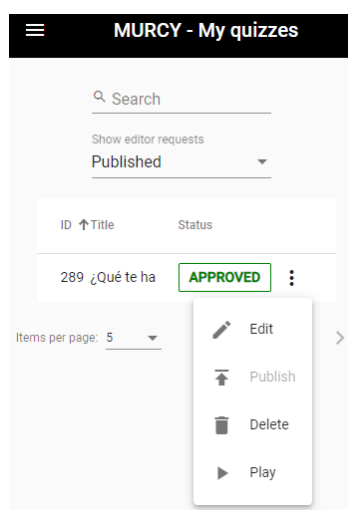 MURCY - My quizzes
Search
Show editor requests
Published
ID Title Status
289 ¿Qué te ha APPROVED
Edit
Items per page: 5
Publish
Delete
Play